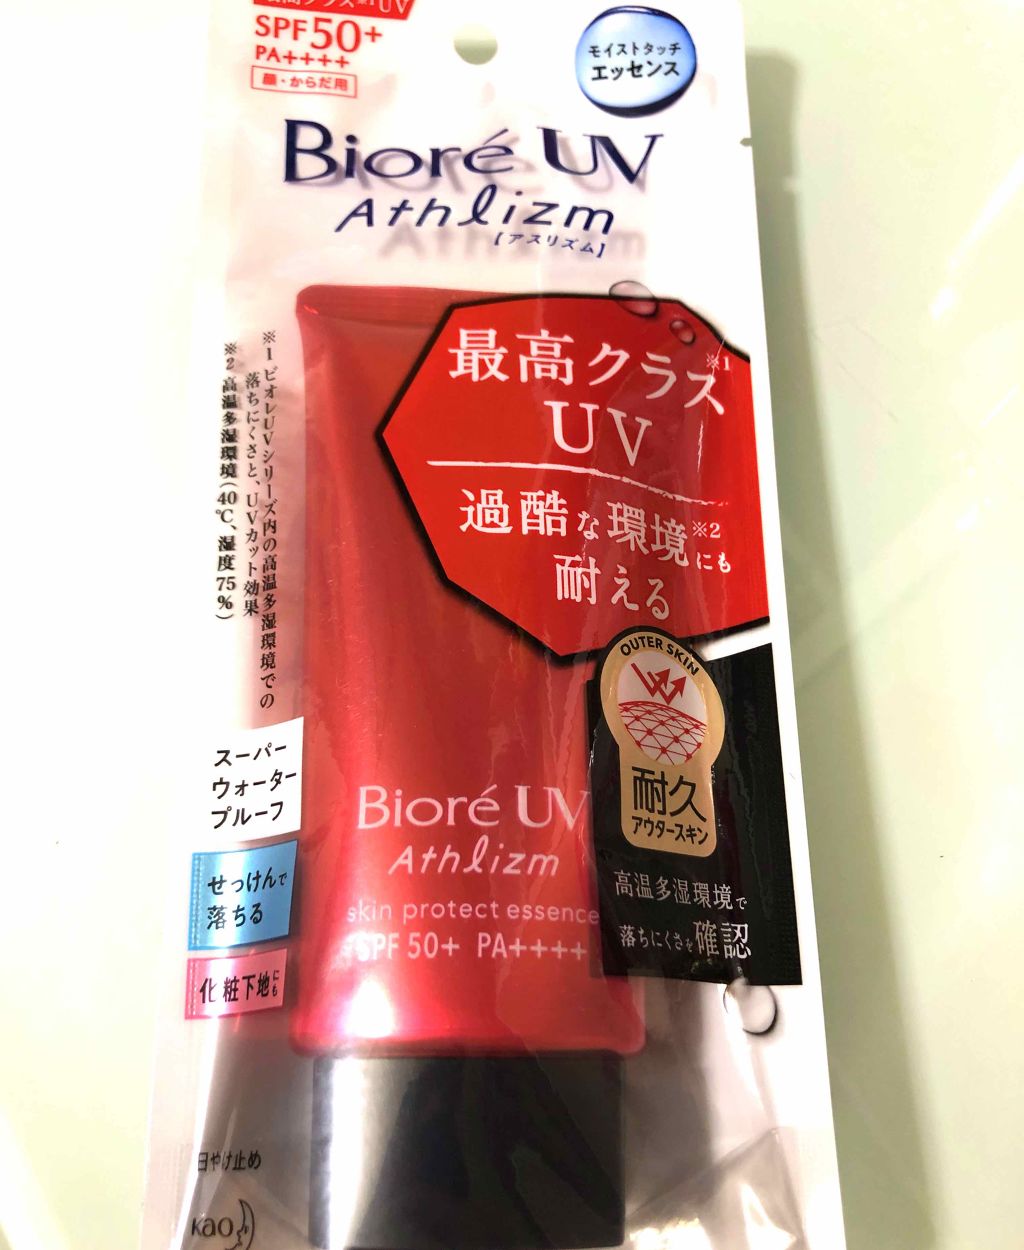 最高クラス※1 UV
SPF50+
PA++++
顔・からだ用
モイストタッチ
エッセンス
Bioré UV
Athlizm
【アスリズム】
最高クラス※1
UV
過酷な環境※2にも
耐える
※1 ビオレUVシリーズ内の高温多湿環境での
落ちにくさと、UVカット効果
※2 高温多湿環境(40℃、湿度75%)
OUTER SKIN
耐久
アウタースキン
高温多湿環境で
落ちにくさを確認
スーパー
ウォーター
プルーフ
せっけんで
落ちる
化粧下地にも
Bioré UV
Athlizm
skin protect essence
SPF 50+ PA++++
日やけ止め
kao